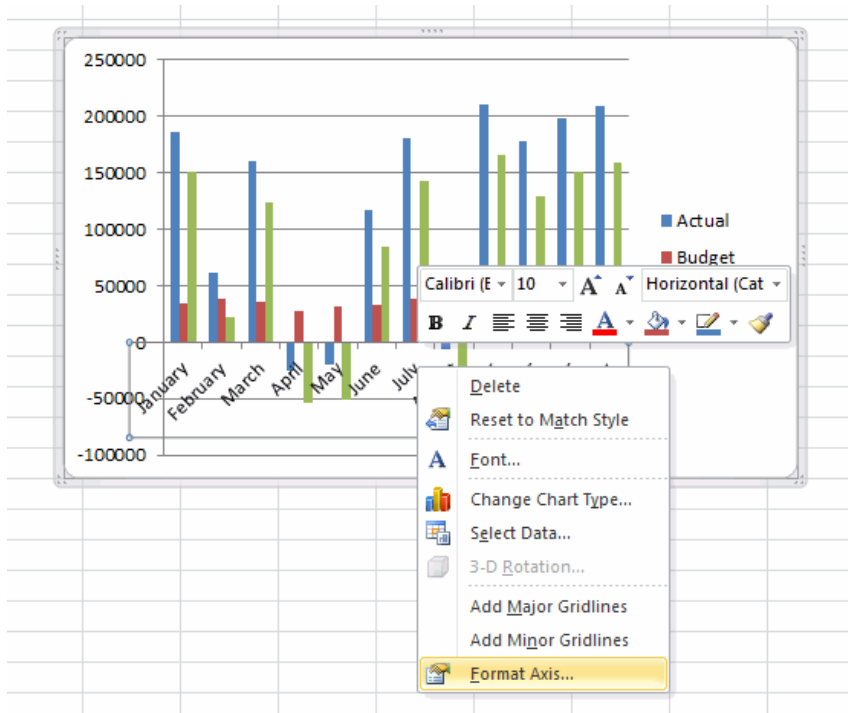 250000
200000
150000
100000
50000
0
-50000
-100000
January
February
March
April
May
June
July
Actual
Budget
Calibri (E
10
A A
Horizontal (Cat
B I A
Delete
Reset to Match Style
A Font...
Change Chart Type...
Select Data...
3-D Rotation...
Add Major Gridlines
Add Minor Gridlines
Format Axis...